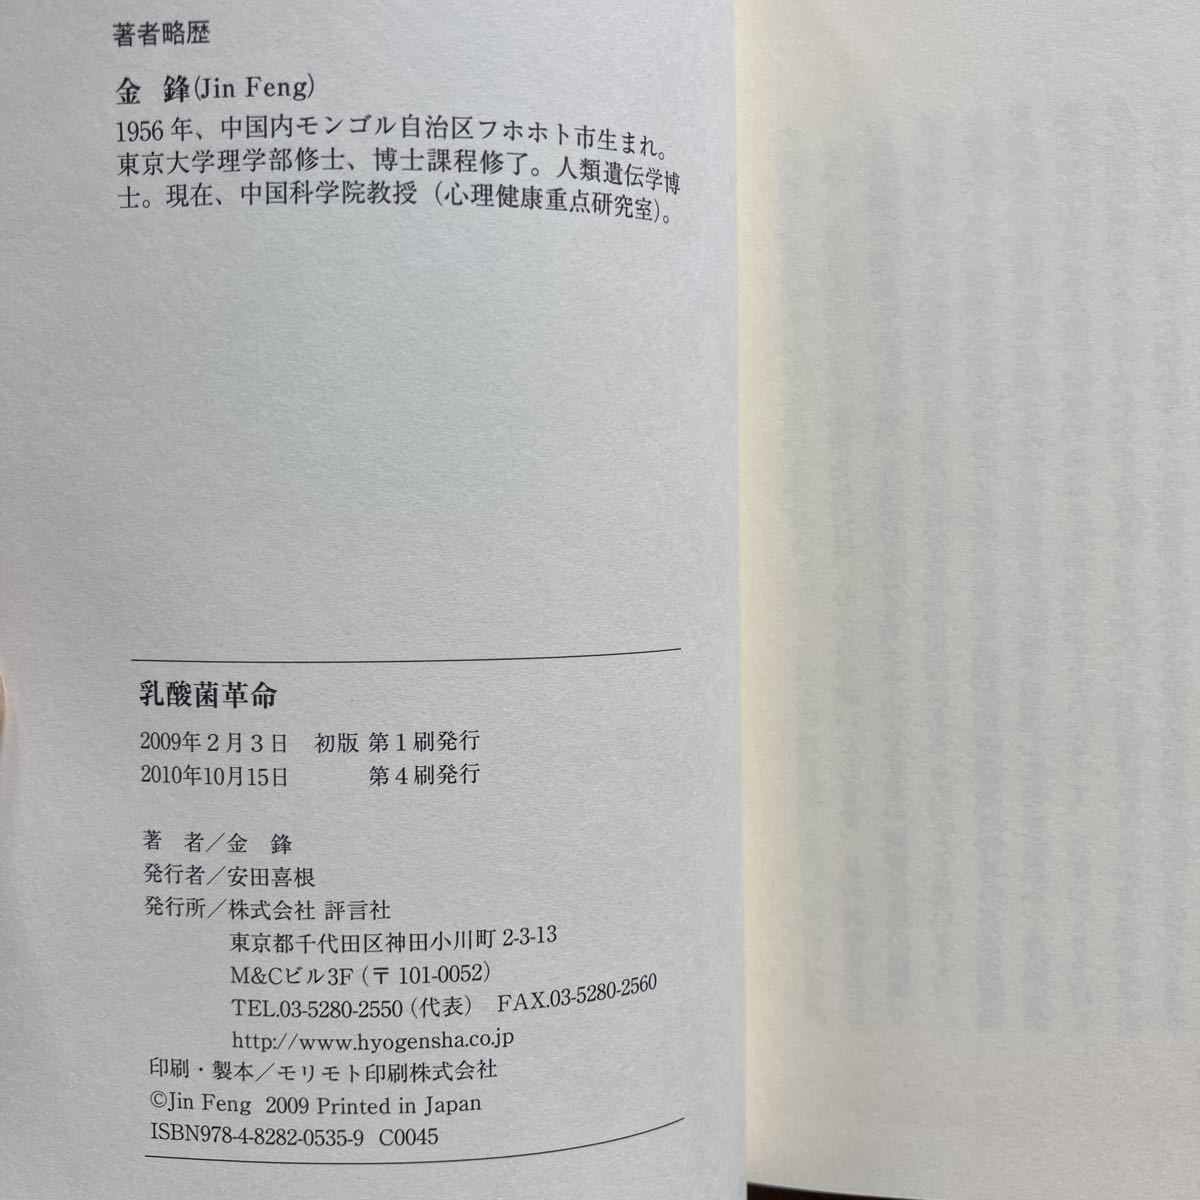 著者略歴
金 鋒(Jin Feng)
1956年、中国内モンゴル自治区フホホト市生まれ。
東京大学理学部修士、博士課程修了。人類遺伝学博
士。現在、中国科学院教授(心理健康重点研究室)。
乳酸菌革命
2009年2月3日 初版 第1刷発行
2010年10月15日 第4刷発行
著 者/金 鋒
発行者/安田喜根
発行所/株式会社 評言社
東京都千代田区神田小川町 2-3-13
M&Cビル3F(〒101-0052)
TEL.03-5280-2550(代表) FAX.03-5280-2560
http://www.hyogensha.co.jp
印刷・製本/モリモト印刷株式会社
©Jin Feng 2009 Printed in Japan
ISBN978-4-8282-0535-9 C0045